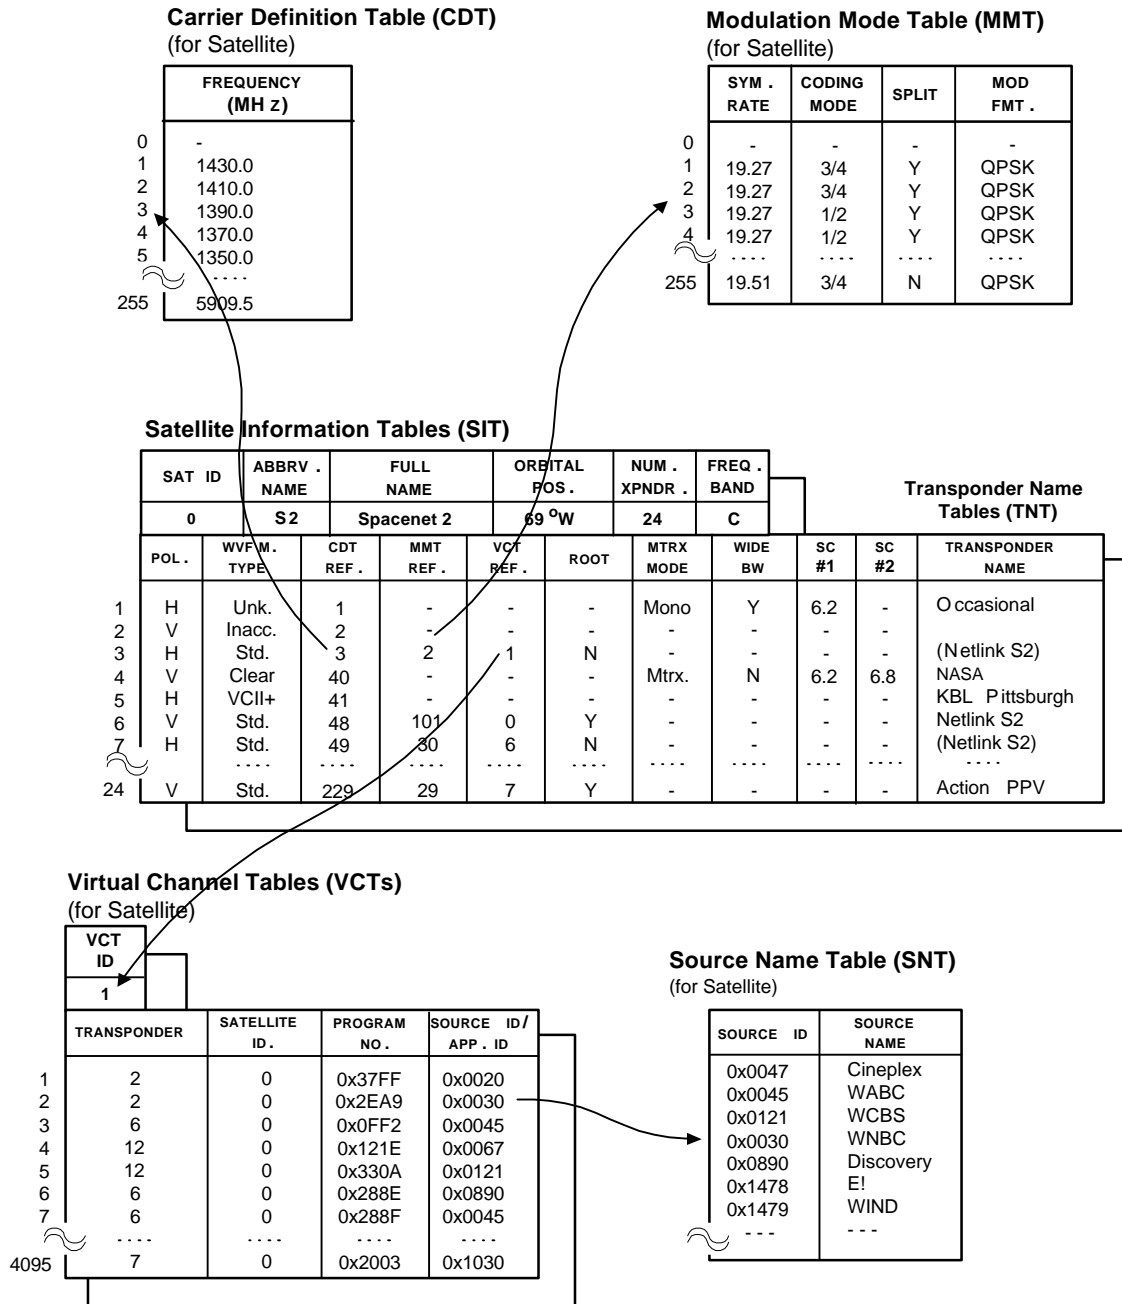 Carrier Definition Table (CDT)
(for Satellite)
FREQUENCY
(MH z)
0 -
1 1430.0
2 1410.0
3 1390.0
4 1370.0
5 1350.0
- - - -
255 5909.5
Modulation Mode Table (MMT)
(for Satellite)
SYM . RATE CODING MODE SPLIT MOD FMT .
0 - - - -
1 19.27 3/4 Y QPSK
2 19.27 3/4 Y QPSK
3 19.27 1/2 Y QPSK
4 19.27 1/2 Y QPSK
- - - - - - - - - - - - - - - -
255 19.51 3/4 N QPSK
Satellite Information Tables (SIT)
SAT ID ABBRV . NAME FULL NAME ORBITAL POS . NUM . XPNDR . FREQ . BAND
0 S2 Spacenet 2 69 °W 24 C
Transponder Name
Tables (TNT)
POL . WVFM. TYPE CDT REF . MMT REF . VCT REF . ROOT MTRX MODE WIDE BW SC #1 SC #2 TRANSPONDER NAME
1 H Unk. 1 - - - Mono Y 6.2 - Occasional
2 V Inacc. 2 - - - - - - -
3 H Std. 3 2 1 N - - - - (Netlink S2)
4 V Clear 40 - - - Mtrx. N 6.2 6.8 NASA
5 H VCII+ 41 - - - - - - - KBL Pittsburgh
6 V Std. 48 101 0 Y - - - - Netlink S2
7 H Std. 49 30 6 N - - - - (Netlink S2)
- - - - - - - - - - - - - - - - - - - - - - - - - - - - - - - - - - - - - - - -
24 V Std. 229 29 7 Y - - - - Action PPV
Virtual Channel Tables (VCTs)
(for Satellite)
VCT
ID
1
TRANSPONDER SATELLITE ID . PROGRAM NO . SOURCE ID/ APP . ID
1 2 0 0x37FF 0x0020
2 2 0 0x2EA9 0x0030
3 6 0 0x0FF2 0x0045
4 12 0 0x121E 0x0067
5 12 0 0x330A 0x0121
6 6 0 0x288E 0x0890
7 6 0 0x288F 0x0045
- - - - - - - - - - - - - - - -
4095 7 0 0x2003 0x1030
Source Name Table (SNT)
(for Satellite)
SOURCE ID SOURCE NAME
0x0047 Cineplex
0x0045 WABC
0x0121 WCBS
0x0030 WNBC
0x0890 Discovery
0x1478 E!
0x1479 WIND
- - - - - -